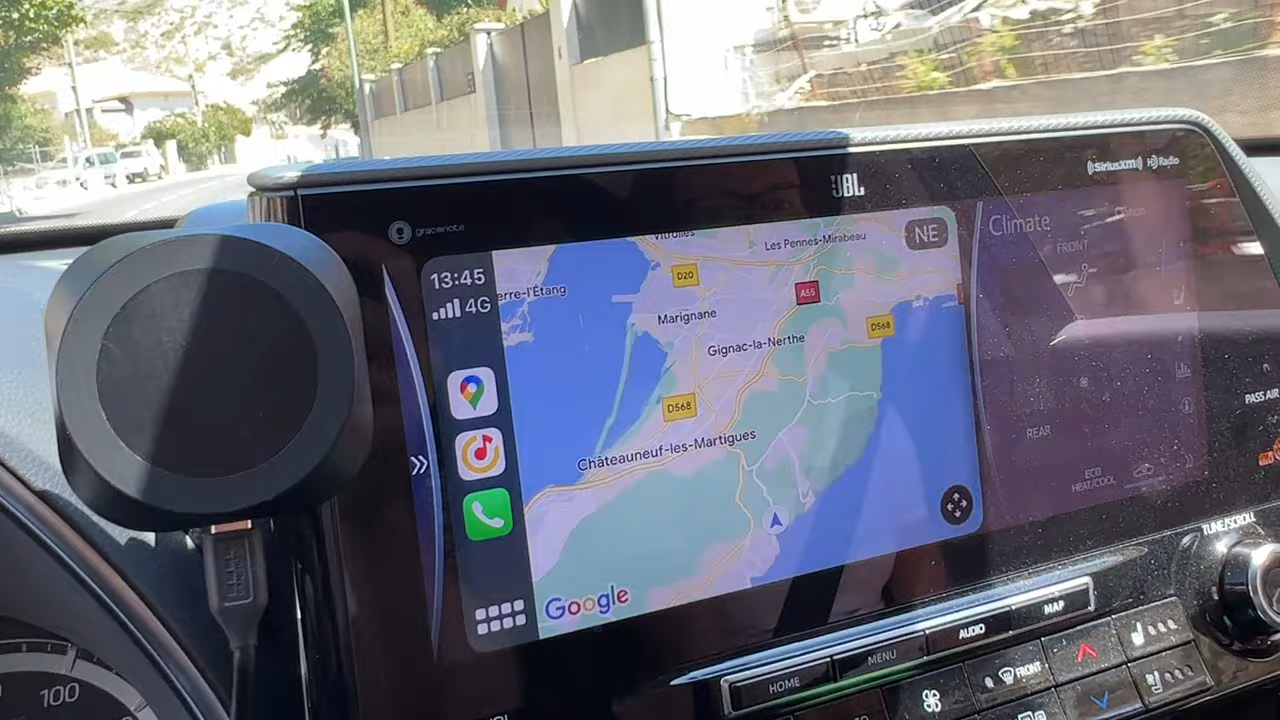 JBL
SiriusXM HD Radio
gracenote
13:45
4G
NE
Vitrolles
Les Pennes-Mirabeau
D20
A55
erre-l'Étang
Marignane
D568
Gignac-la-Nerthe
D568
Châteauneuf-les-Martigues
Google
Climate
FRONT
REAR
ECO
HEAT/COOL
PASS AIR
TUNE/SCROLL
MAP
AUDIO
MENU
HOME
FRONT
100